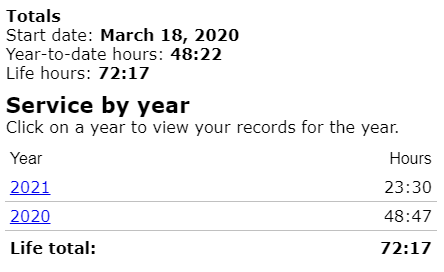 Totals
Start date: March 18, 2020
Year-to-date hours: 48:22
Life hours: 72:17
Service by year
Click on a year to view your records for the year.
Year Hours
2021 23:30
2020 48:47
Life total: 72:17